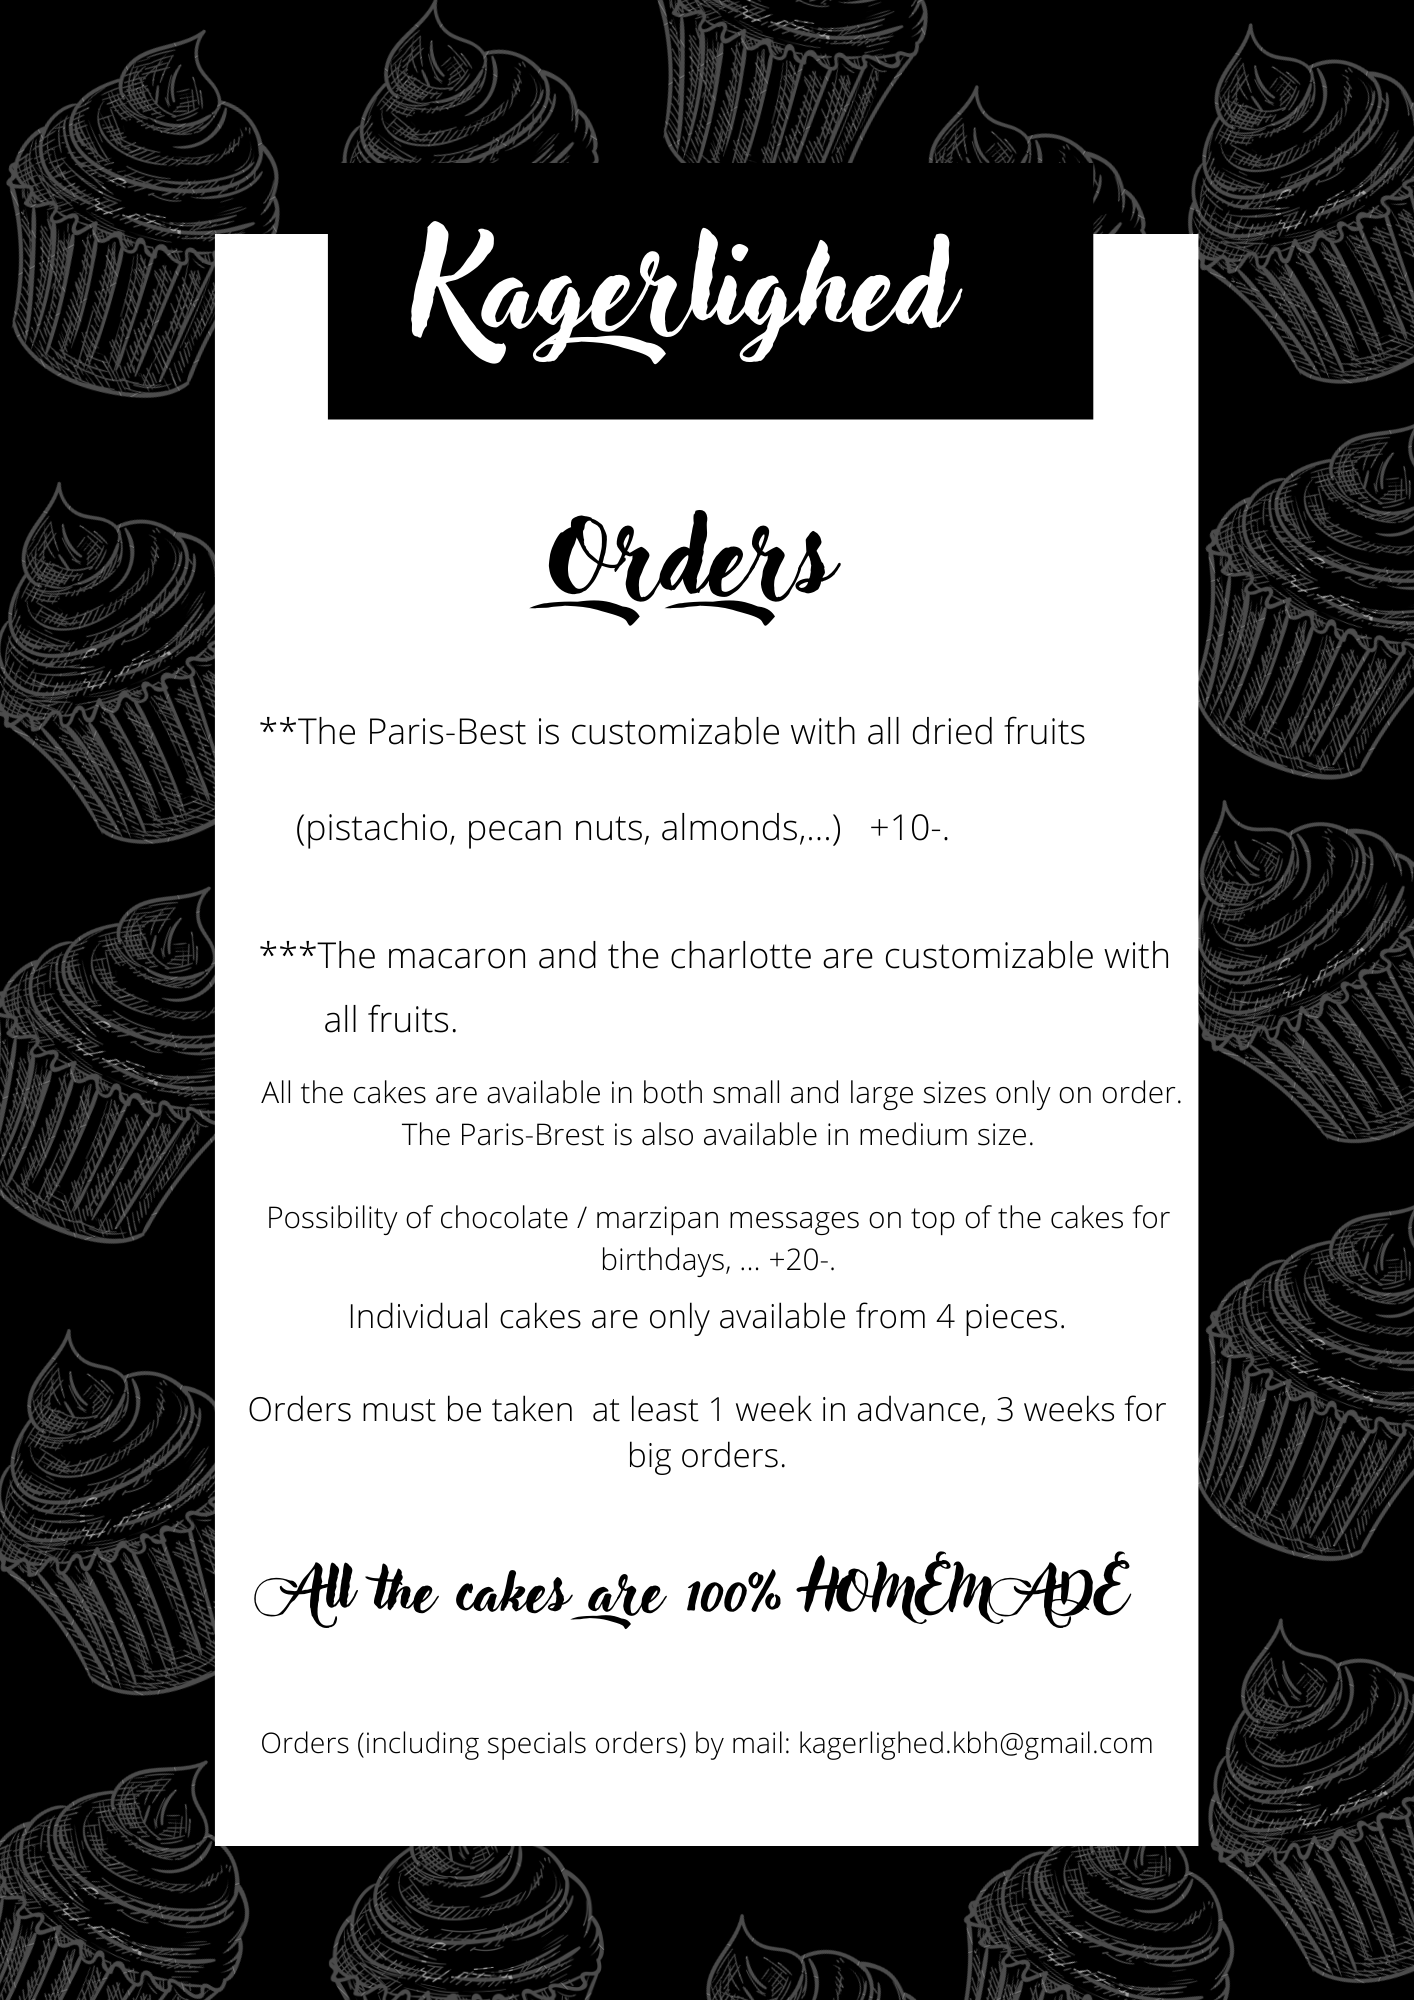 Kagerlighed
Orders
**The Paris-Best is customizable with all dried fruits
(pistachio, pecan nuts, almonds,...) +10-.
***The macaron and the charlotte are customizable with
all fruits.
All the cakes are available in both small and large sizes only on order.
The Paris-Brest is also available in medium size.
Possibility of chocolate / marzipan messages on top of the cakes for
birthdays, ... +20-.
Individual cakes are only available from 4 pieces.
Orders must be taken  at least 1 week in advance, 3 weeks for
big orders.
All the cakes are 100% HOMEMADE
Orders (including specials orders) by mail: kagerlighed.kbh@gmail.com